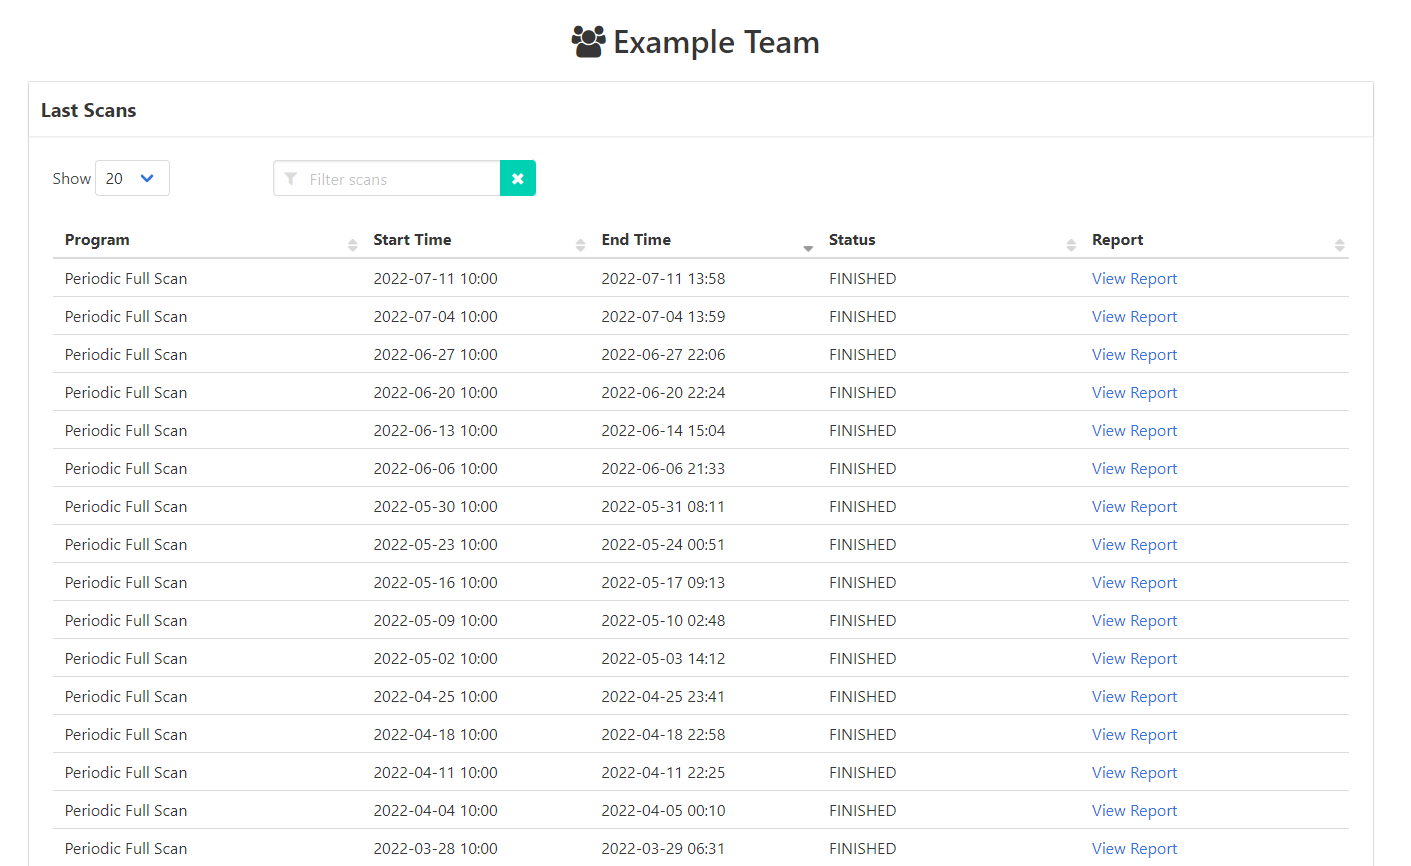 Example Team
Last Scans
Show 20 Filter scans
Program Start Time End Time Status Report
Periodic Full Scan 2022-07-11 10:00 2022-07-11 13:58 FINISHED View Report
Periodic Full Scan 2022-07-04 10:00 2022-07-04 13:59 FINISHED View Report
Periodic Full Scan 2022-06-27 10:00 2022-06-27 22:06 FINISHED View Report
Periodic Full Scan 2022-06-20 10:00 2022-06-20 22:24 FINISHED View Report
Periodic Full Scan 2022-06-13 10:00 2022-06-14 15:04 FINISHED View Report
Periodic Full Scan 2022-06-06 10:00 2022-06-06 21:33 FINISHED View Report
Periodic Full Scan 2022-05-30 10:00 2022-05-31 08:11 FINISHED View Report
Periodic Full Scan 2022-05-23 10:00 2022-05-24 00:51 FINISHED View Report
Periodic Full Scan 2022-05-16 10:00 2022-05-17 09:13 FINISHED View Report
Periodic Full Scan 2022-05-09 10:00 2022-05-10 02:48 FINISHED View Report
Periodic Full Scan 2022-05-02 10:00 2022-05-03 14:12 FINISHED View Report
Periodic Full Scan 2022-04-25 10:00 2022-04-25 23:41 FINISHED View Report
Periodic Full Scan 2022-04-18 10:00 2022-04-18 22:58 FINISHED View Report
Periodic Full Scan 2022-04-11 10:00 2022-04-11 22:25 FINISHED View Report
Periodic Full Scan 2022-04-04 10:00 2022-04-05 00:10 FINISHED View Report
Periodic Full Scan 2022-03-28 10:00 2022-03-29 06:31 FINISHED View Report